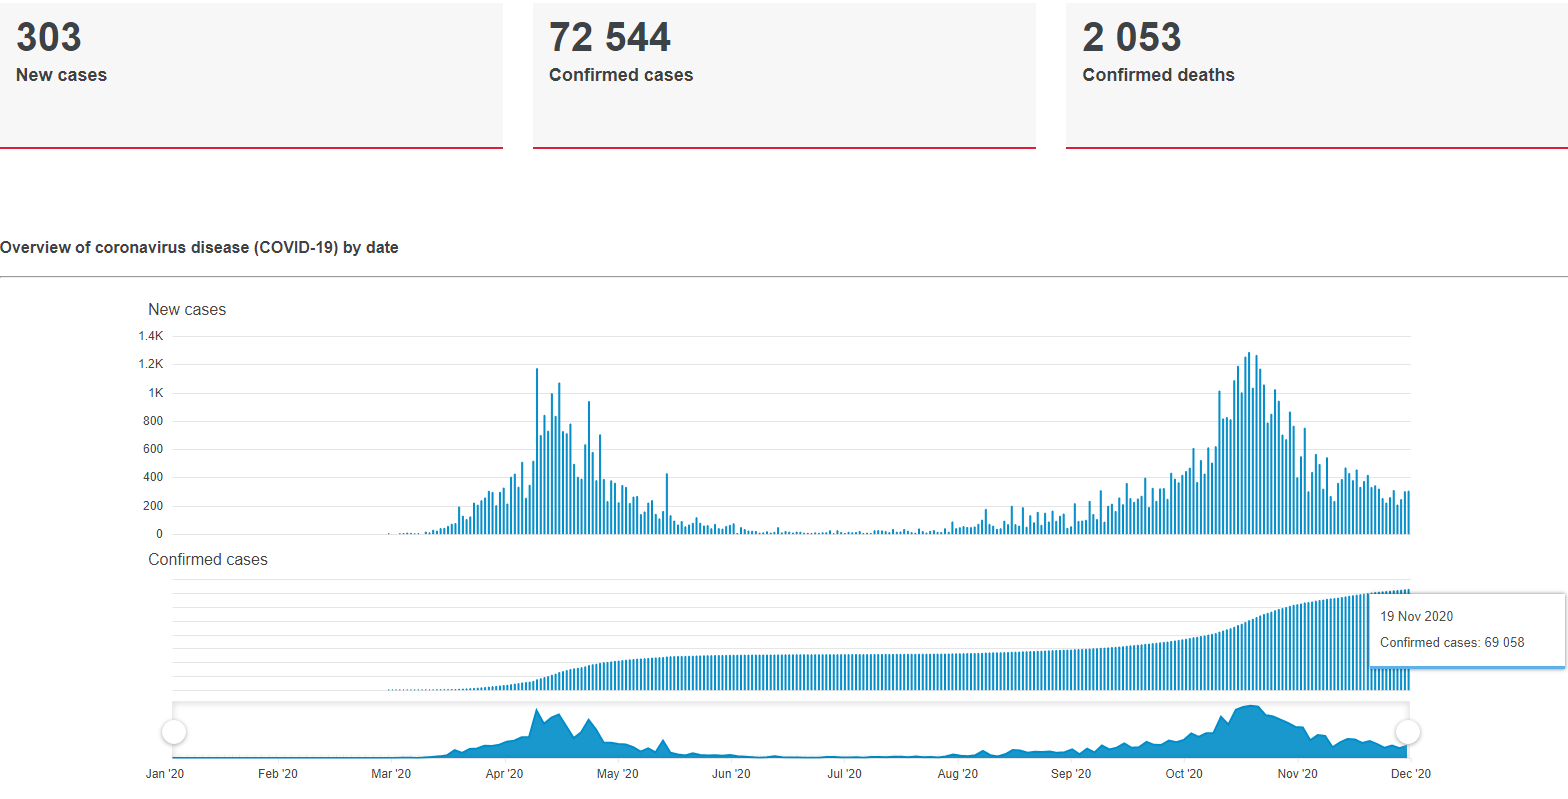 303
New cases
72 544
Confirmed cases
2 053
Confirmed deaths
Overview of coronavirus disease (COVID-19) by date
New cases
1.4K
1.2K
1K
800
600
400
200
0
Confirmed cases
19 Nov 2020
Confirmed cases: 69 058
Jan '20 Feb '20 Mar '20 Apr '20 May '20 Jun '20 Jul '20 Aug '20 Sep '20 Oct '20 Nov '20 Dec '20